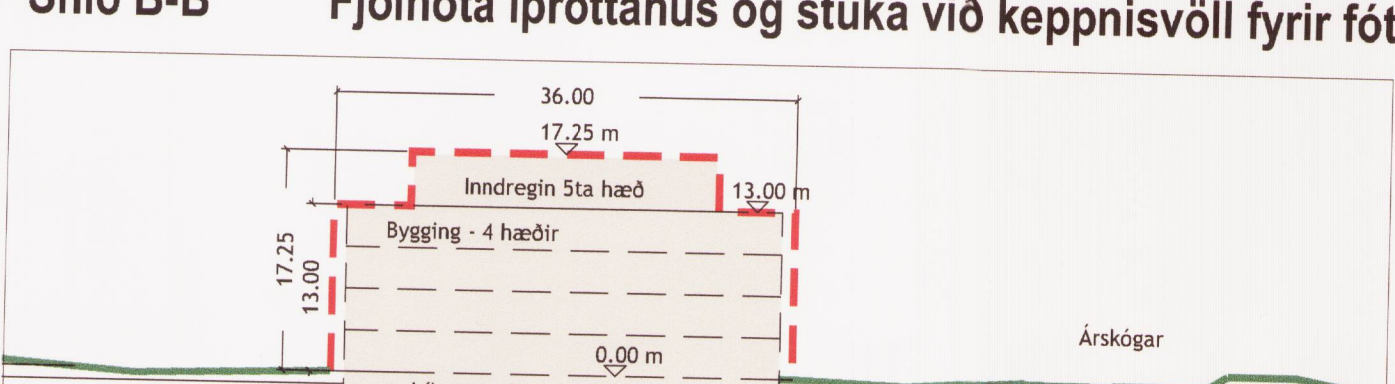 Snið B-B Fjölnota íþróttahús og stúka við keppnisvöll fyrir fót
36.00
17.25 m
Inndregin 5ta hæð
13.00 m
Bygging - 4 hæðir
17.25
13.00
Árskógar
0.00 m